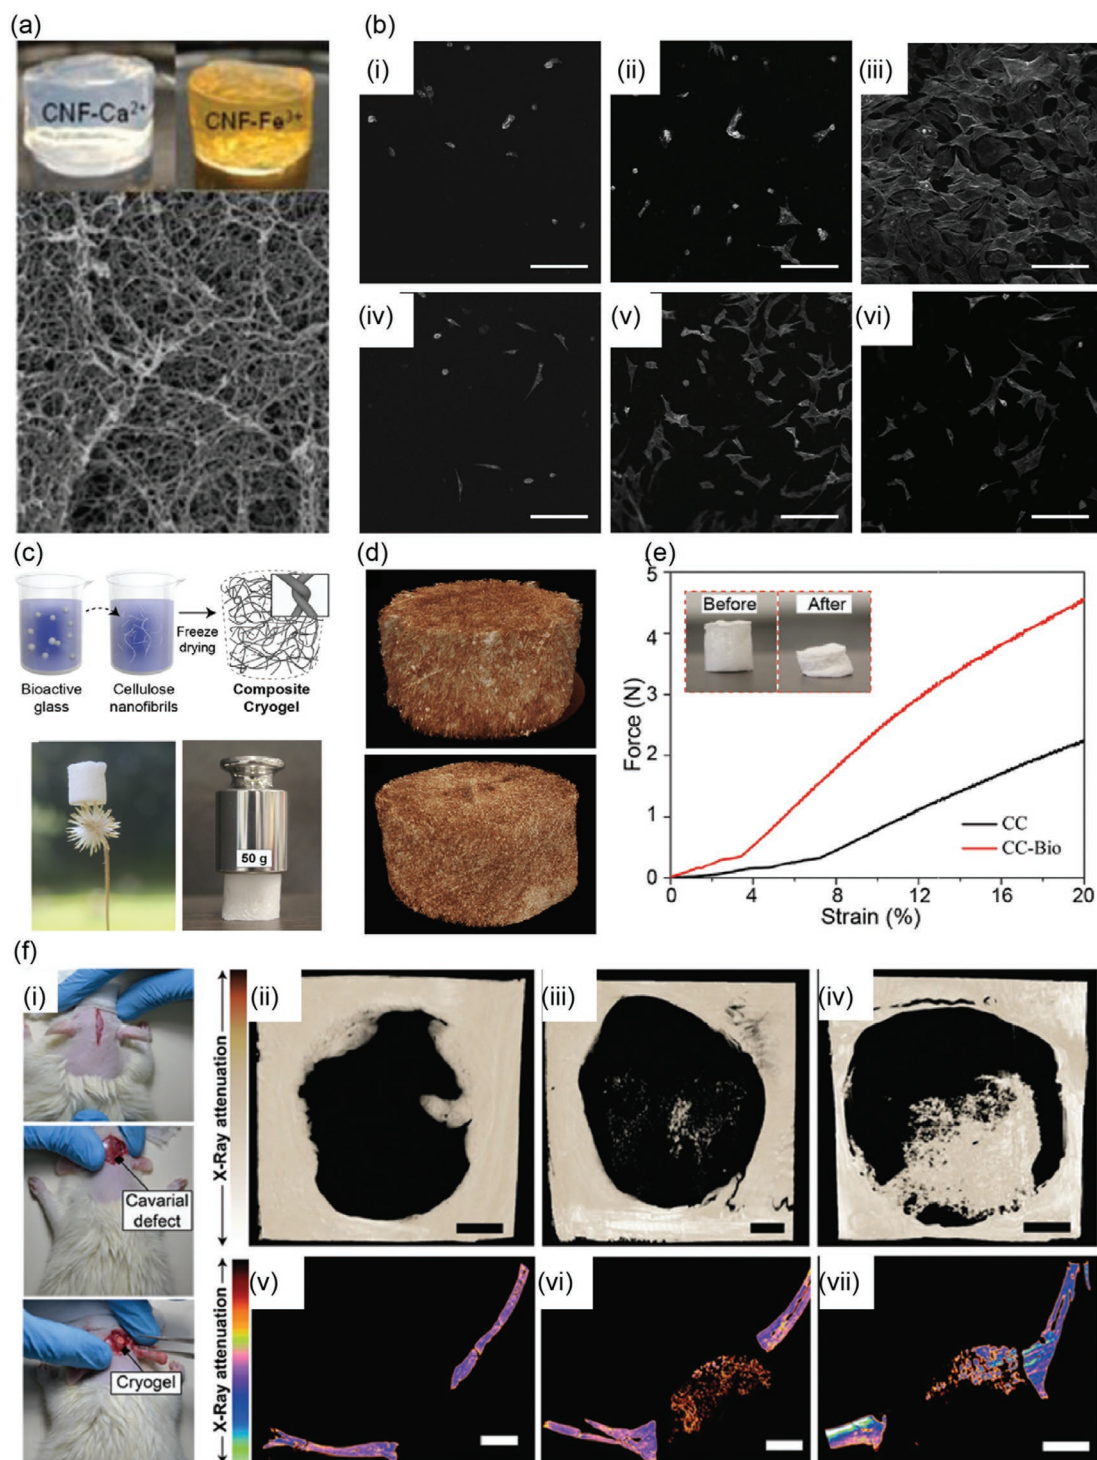 (a)
CNF-Ca2+
CNF-Fe3+
(b)
(i)
(ii)
(iii)
(iv)
(v)
(vi)
(c)
Bioactive
glass
Cellulose
nanofibrils
Freeze
drying
Composite
Cryogel
50 g
(d)
(e)
Before
After
Force (N)
5
4
3
2
1
0
CC
CC-Bio
0
4
8
12
16
20
Strain (%)
(f)
(i)
Cavarial
defect
Cryogel
X-Ray attenuation
(ii)
(iii)
(iv)
X-Ray attenuation
(v)
(vi)
(vii)